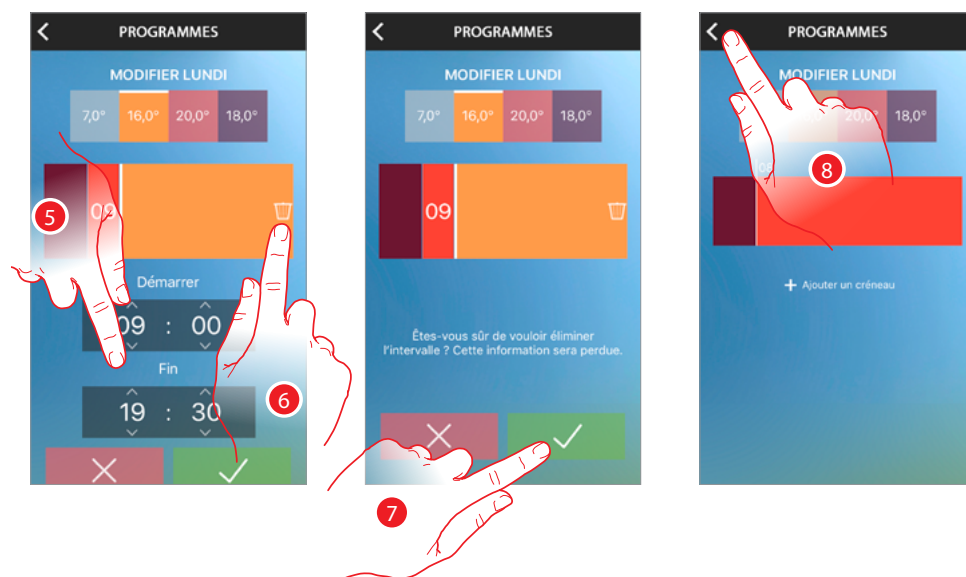 PROGRAMMES
MODIFIER LUNDI
7,0° 16,0° 20,0° 18,0°
09
5
Démarrer
09 : 00
Fin
19 : 30
6
PROGRAMMES
MODIFIER LUNDI
7,0° 16,0° 20,0° 18,0°
09
Êtes-vous sûr de vouloir éliminer
l'intervalle ? Cette information sera perdue.
7
PROGRAMMES
MODIFIER LUNDI
20,0° 18,0°
8
+ Ajouter un créneau